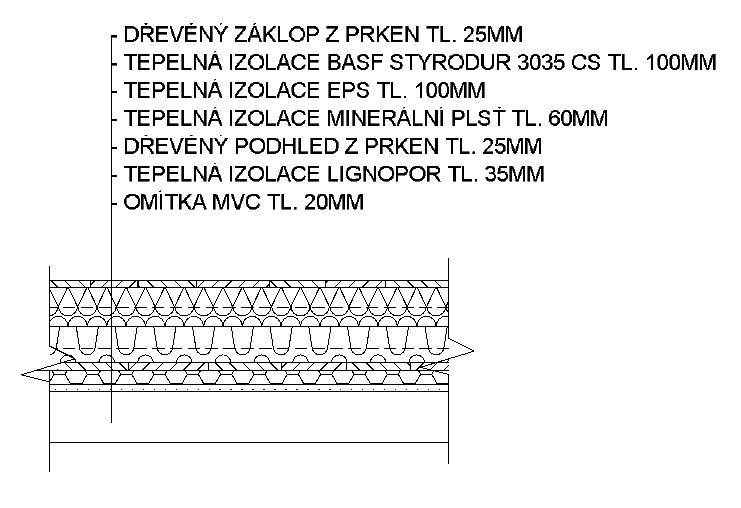 DŘEVĚNÝ ZÁKLOP Z PRKEN TL. 25MM
TEPELNÁ IZOLACE BASF STYRODUR 3035 CS TL. 100MM
TEPELNÁ IZOLACE EPS TL. 100MM
TEPELNÁ IZOLACE MINERÁLNÍ PLSŤ TL. 60MM
DŘEVĚNÝ PODHLED Z PRKEN TL. 25MM
TEPELNÁ IZOLACE LIGNOPOR TL. 35MM
OMÍTKA MVC TL. 20MM